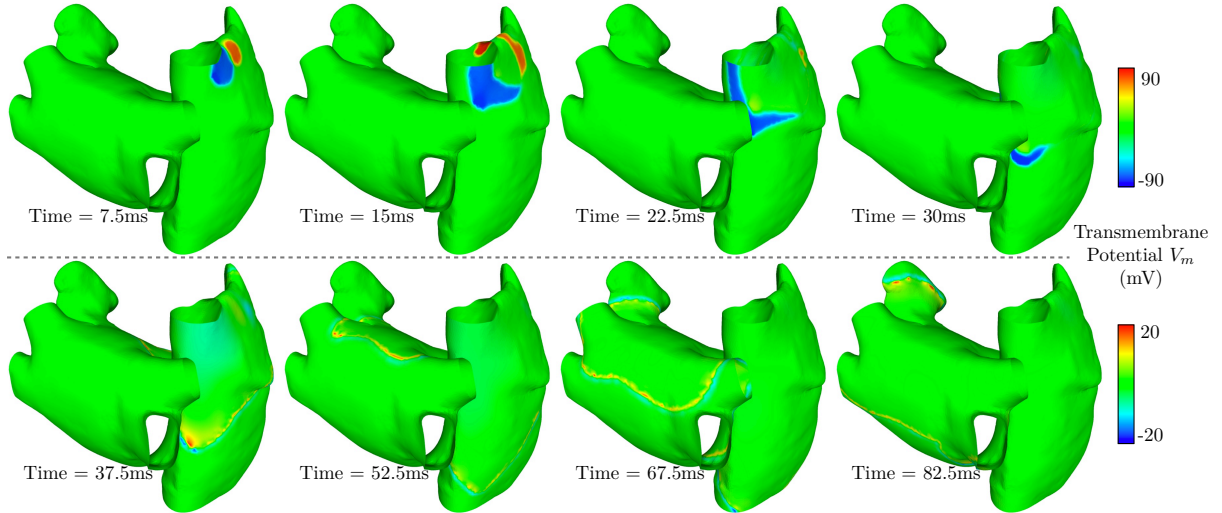 90
-90
Time = 7.5ms
Time = 15ms
Time = 22.5ms
Time = 30ms
Transmembrane
Potential V_m
(mV)
20
-20
Time = 37.5ms
Time = 52.5ms
Time = 67.5ms
Time = 82.5ms